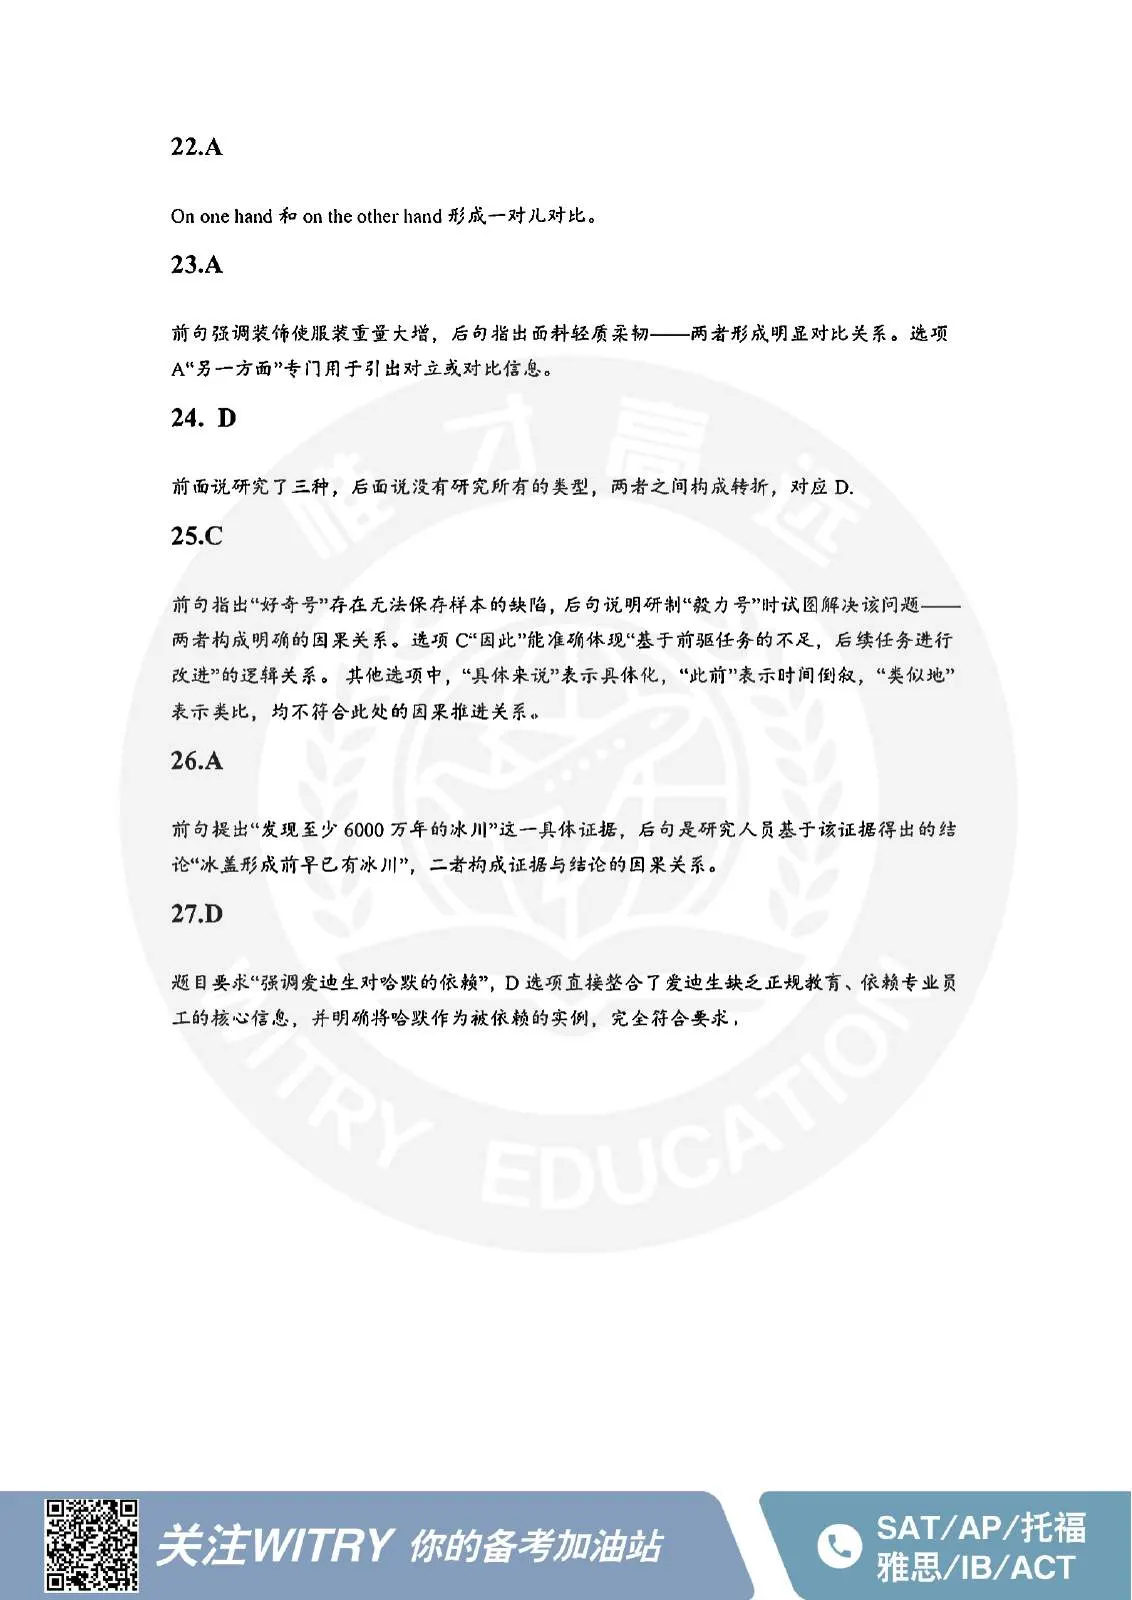 22.A
On one hand 和 on the other hand 形成一对儿对比。
23.A
前句强调装饰使服装重量大增，后句指出面料轻质柔韧——两者形成明显对比关系。选项
A“另一方面”专门用于引出对立或对比信息。
24. D
前面说研究了三种，后面说没有研究所有的类型，两者之间构成转折，对应 D.
25.C
前句指出“好奇号”存在无法保存样本的缺陷，后句说明研制“毅力号”时试图解决该问题——
两者构成明确的因果关系。选项 C“因此”能准确体现“基于前驱任务的不足，后续任务进行
改进”的逻辑关系。 其他选项中，“具体来说”表示具体化，“此前”表示时间倒叙，“类似地”
表示类比，均不符合此处的因果推进关系。
26.A
前句提出“发现至少 6000 万年的冰川”这一具体证据，后句是研究人员基于该证据得出的结
论“冰盖形成前早已有冰川”，二者构成证据与结论的因果关系。
27.D
题目要求“强调爱迪生对哈默的依赖”，D 选项直接整合了爱迪生缺乏正规教育、依赖专业员
工的核心信息，并明确将哈默作为被依赖的实例，完全符合要求.
惟才高远
WITRY EDUCATION
关注WITRY 你的备考加油站
SAT/AP/托福
雅思/IB/ACT